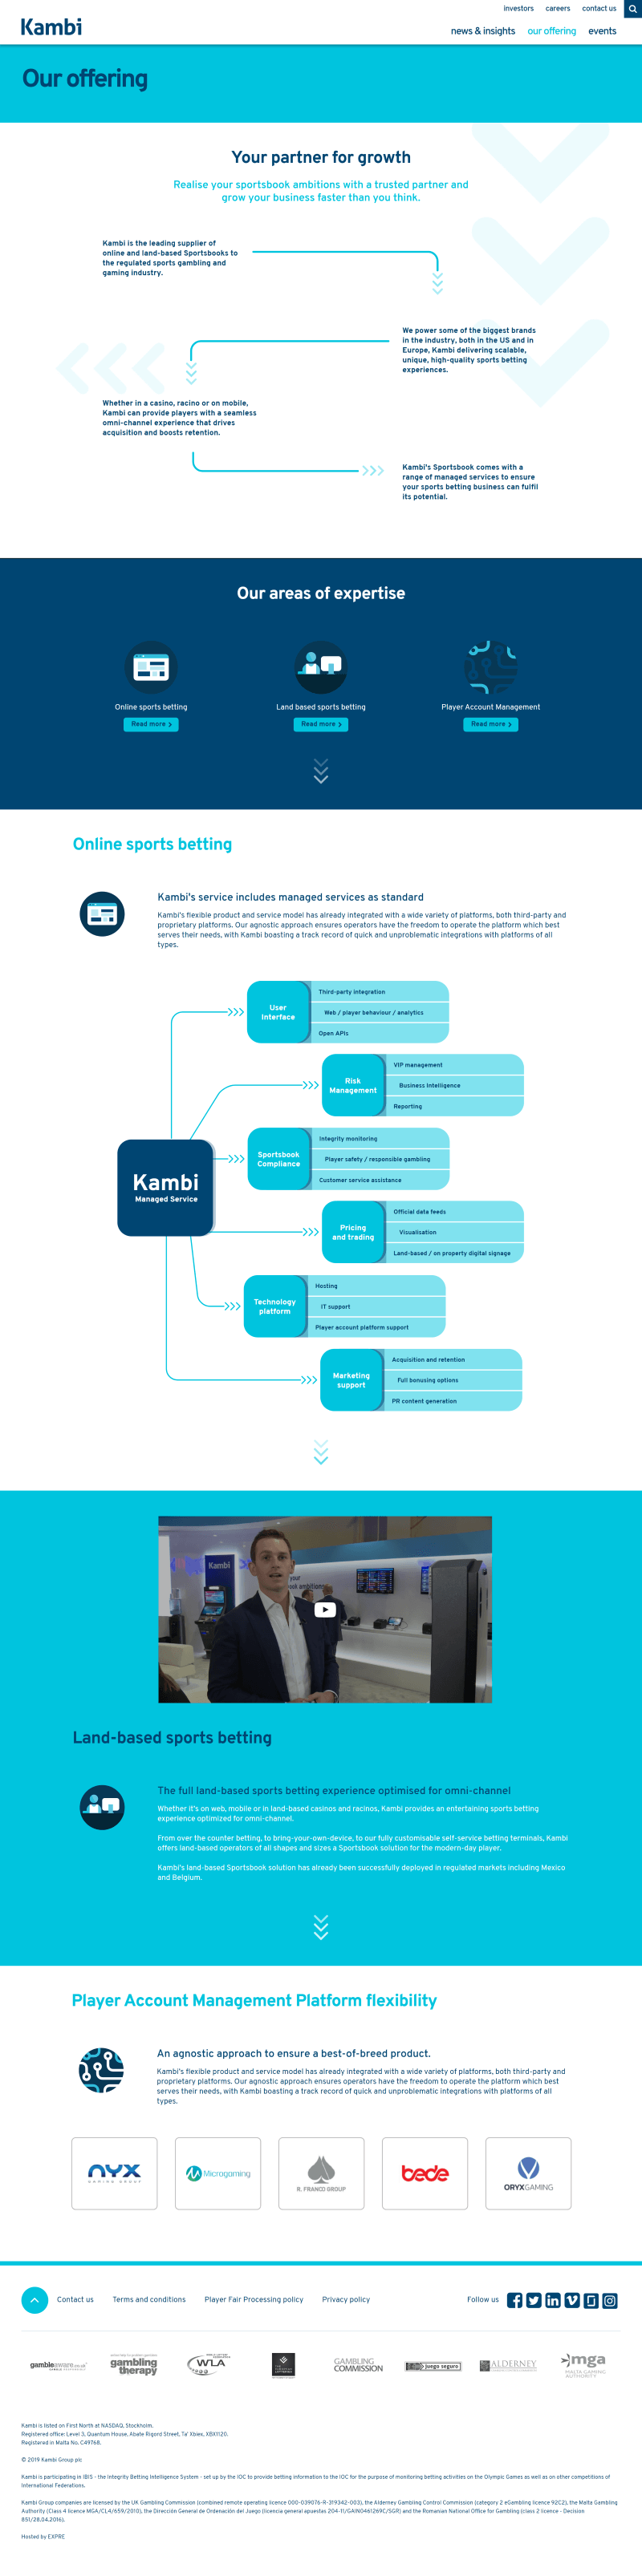 investors careers contact us
Kambi
news & insights our offering events
Our offering
Your partner for growth
Realise your sportsbook ambitions with a trusted partner and
grow your business faster than you think.
Kambi is the leading supplier of
online and land-based Sportsbooks to
the regulated sports gambling and
gaming industry.
We power some of the biggest brands
in the industry, both in the US and in
Europe, Kambi delivering scalable,
unique, high-quality sports betting
experiences.
Whether in a casino, racino or on mobile,
Kambi can provide players with a seamless
omni-channel experience that drives
acquisition and boosts retention.
Kambi's Sportsbook comes with a
range of managed services to ensure
your sports betting business can fulfil
its potential.
Our areas of expertise
Online sports betting
Land based sports betting
Player Account Management
Read more
Read more
Read more
Online sports betting
Kambi's service includes managed services as standard
Kambi's flexible product and service model has already integrated with a wide variety of platforms, both third-party and
proprietary platforms. Our agnostic approach ensures operators have the freedom to operate the platform which best
serves their needs, with Kambi boasting a track record of quick and unproblematic integrations with platforms of all
types.
User
Interface
Third-party integration
Web / player behaviour / analytics
Open APIs
Risk
Management
VIP management
Business Intelligence
Reporting
Sportsbook
Compliance
Integrity monitoring
Player safety / responsible gambling
Customer service assistance
Kambi
Managed Service
Pricing
and trading
Official data feeds
Visualisation
Land-based / on property digital signage
Technology
platform
Hosting
IT support
Player account platform support
Marketing
support
Acquisition and retention
Full bonusing options
PR content generation
Kambi
Land-based sports betting
The full land-based sports betting experience optimised for omni-channel
Whether it's on web, mobile or in land-based casinos and racinos, Kambi provides an entertaining sports betting
experience optimized for omni-channel.
From over the counter betting, to bring-your-own-device, to our fully customisable self-service betting terminals, Kambi
offers land-based operators of all shapes and sizes a Sportsbook solution for the modern-day player.
Kambi's land-based Sportsbook solution has already been successfully deployed in regulated markets including Mexico
and Belgium.
Player Account Management Platform flexibility
An agnostic approach to ensure a best-of-breed product.
Kambi's flexible product and service model has already integrated with a wide variety of platforms, both third-party and
proprietary platforms. Our agnostic approach ensures operators have the freedom to operate the platform which best
serves their needs, with Kambi boasting a track record of quick and unproblematic integrations with platforms of all
types.
nyx
GAMING GROUP
Microgaming
R. FRANCO GROUP
bede
ORYX GAMING
Contact us Terms and conditions Player Fair Processing policy Privacy policy Follow us
gambleaware.co.uk
gambling
therapy
WLA
GAMBLING
COMMISSION
juego seguro
ALDERNEY
mga
MALTA GAMING
AUTHORITY
Kambi is listed on First North at NASDAQ, Stockholm.
Registered office: Level 3, Quantum House, Abate Rigord Street, Ta' Xbiex, XBX1120.
Registered in Malta No. C49768.
© 2019 Kambi Group plc
Kambi is participating in IBIS - the Integrity Betting Intelligence System - set up by the IOC to provide betting information to the IOC for the purpose of monitoring betting activities on the Olympic Games as well as on other competitions of
International Federations.
Kambi Group companies are licensed by the UK Gambling Commission (combined remote operating licence 000-039076-R-319342-003), the Alderney Gambling Control Commission (category 2 eGambling licence 92C2), the Malta Gambling
Authority (Class 4 licence MGA/CL4/659/2010), the Dirección General de Ordenación del Juego (licencia general apuestas 204-11/GAIN0461269C/SGR) and the Romanian National Office for Gambling (class 2 licence - Decision
851/28.04.2016).
Hosted by EXPRE